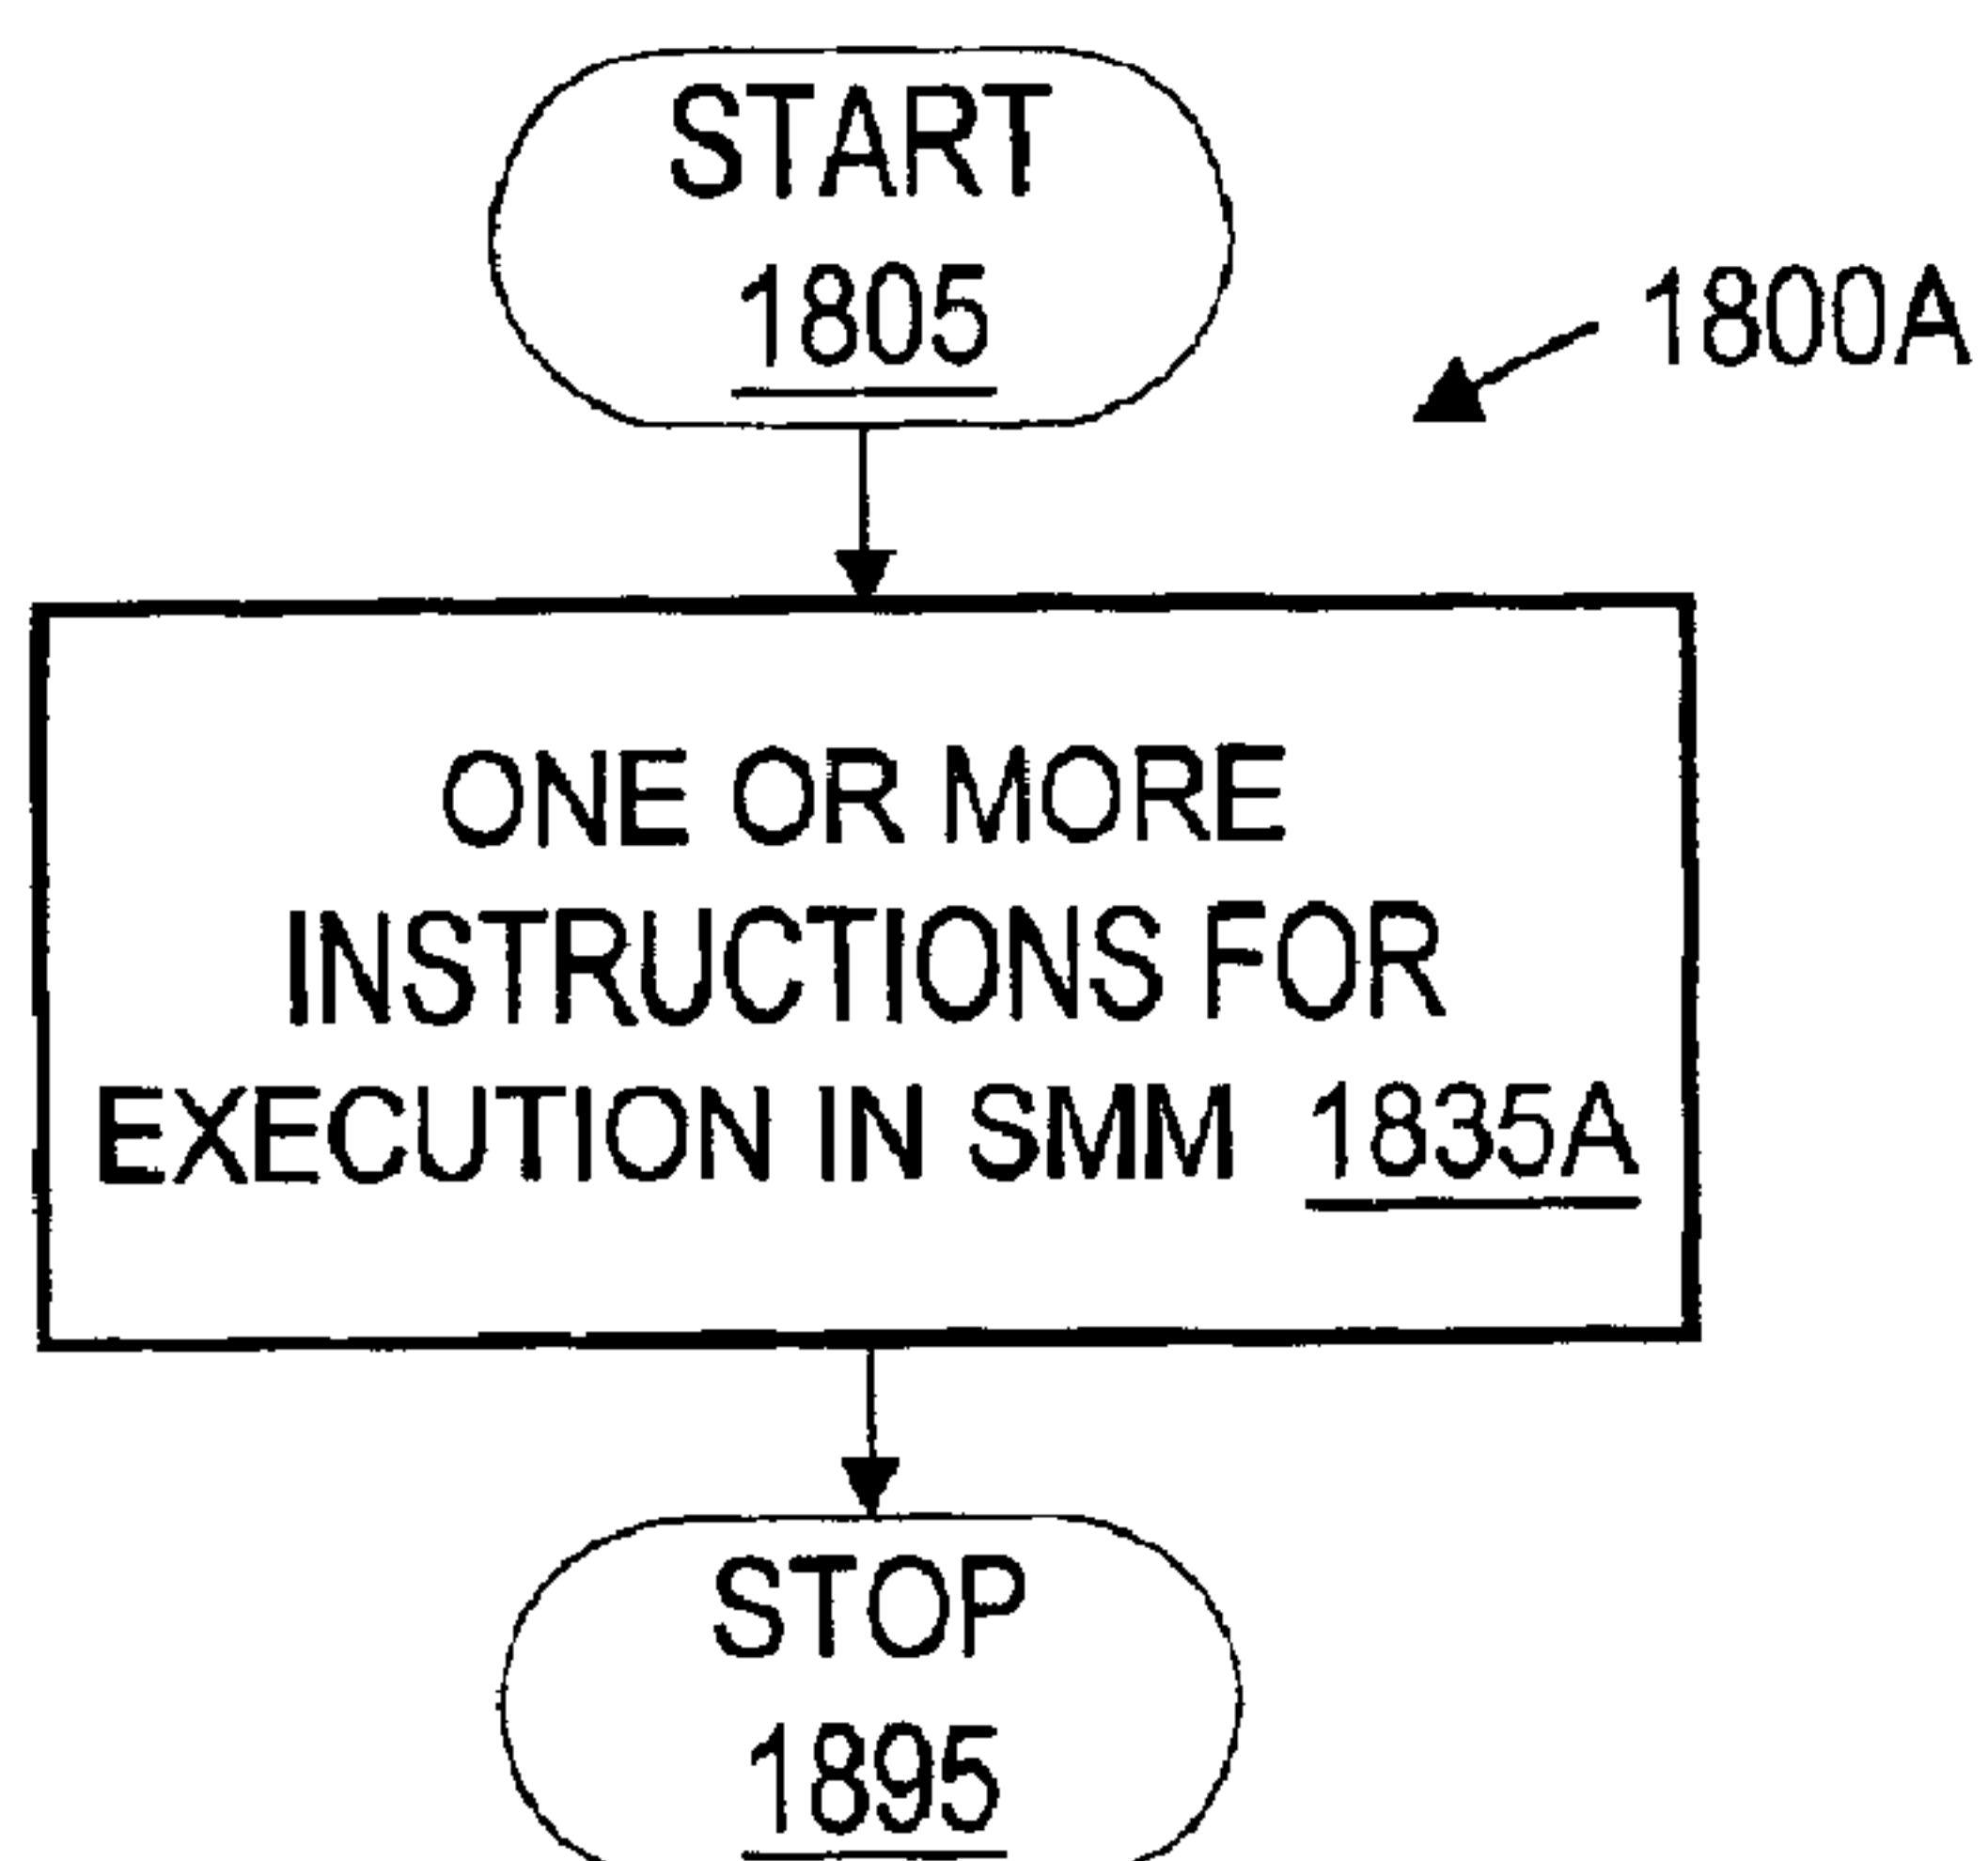 START
1805
1800A
ONE OR MORE
INSTRUCTIONS FOR
EXECUTION IN SMM 1835A
STOP
1895